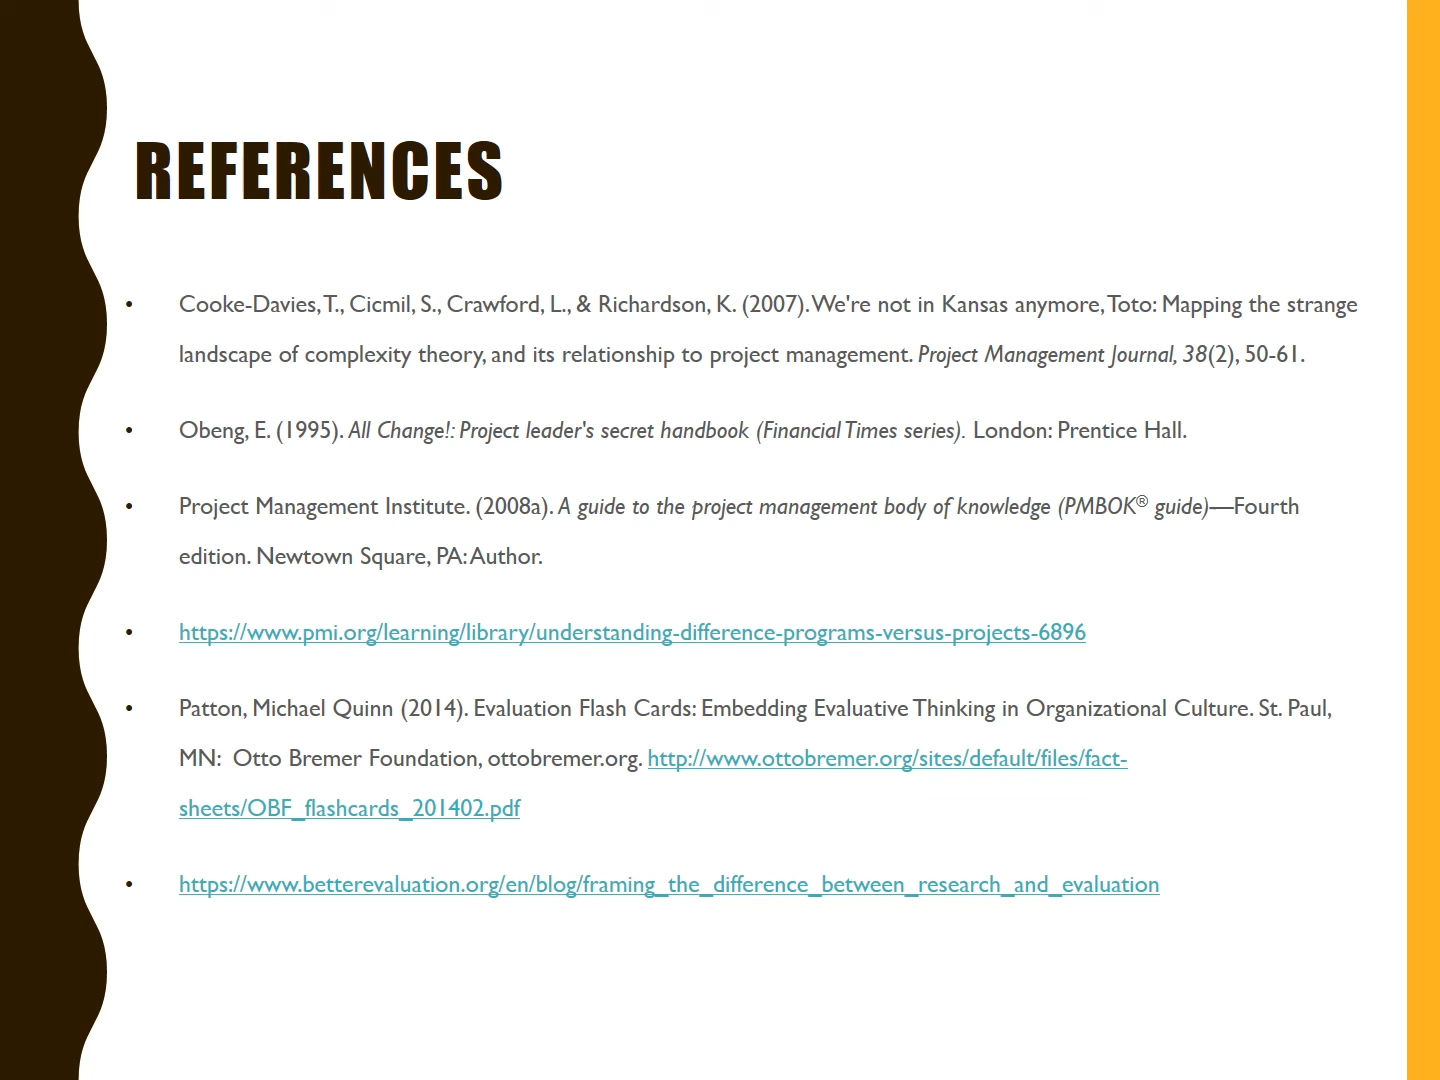 REFERENCES
• Cooke-Davies, T., Cicmil, S., Crawford, L., & Richardson, K. (2007). We're not in Kansas anymore, Toto: Mapping the strange
landscape of complexity theory, and its relationship to project management. Project Management Journal, 38(2), 50-61.
• Obeng, E. (1995). All Change!: Project leader's secret handbook (Financial Times series). London: Prentice Hall.
• Project Management Institute. (2008a). A guide to the project management body of knowledge (PMBOK® guide)—Fourth
edition. Newtown Square, PA: Author.
• https://www.pmi.org/learning/library/understanding-difference-programs-versus-projects-6896
• Patton, Michael Quinn (2014). Evaluation Flash Cards: Embedding Evaluative Thinking in Organizational Culture. St. Paul,
MN:  Otto Bremer Foundation, ottobremer.org. http://www.ottobremer.org/sites/default/files/fact-
sheets/OBF_flashcards_201402.pdf
• https://www.betterevaluation.org/en/blog/framing_the_difference_between_research_and_evaluation